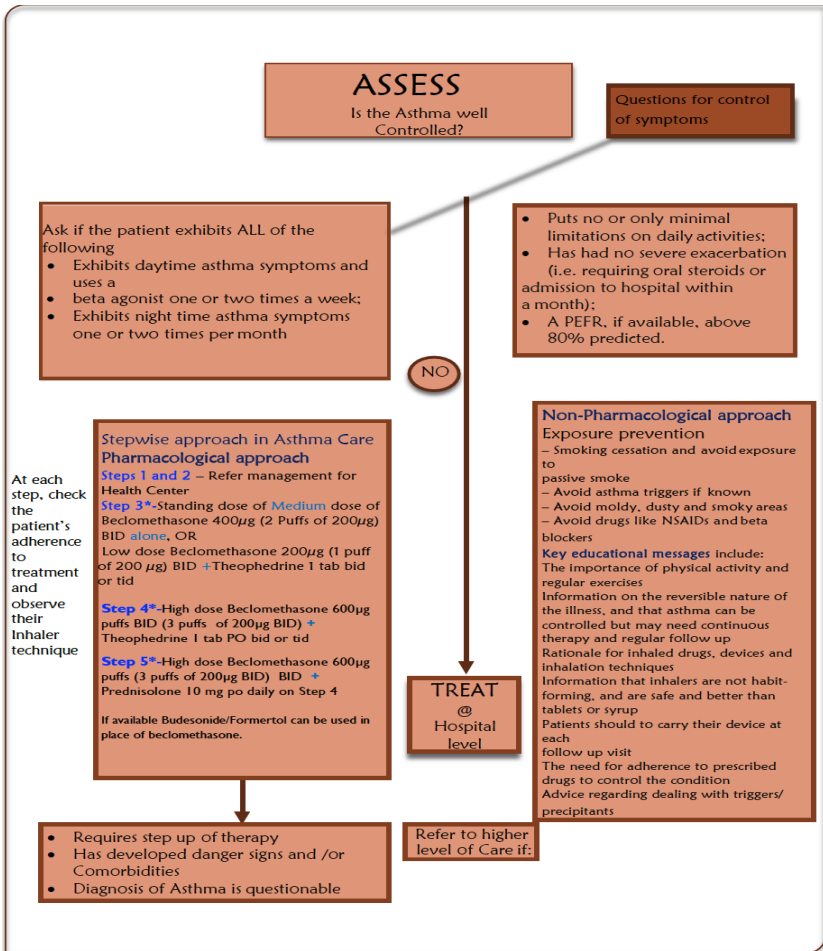 ASSESS
Is the Asthma well
Controlled?
Questions for control
of symptoms
Ask if the patient exhibits ALL of the
following
• Exhibits daytime asthma symptoms and
uses a
• beta agonist one or two times a week;
• Exhibits night time asthma symptoms
one or two times per month
• Puts no or only minimal
limitations on daily activities;
• Has had no severe exacerbation
(i.e. requiring oral steroids or
admission to hospital within
a month);
• A PEFR, if available, above
80% predicted.
NO
At each
step, check
the
patient's
adherence
to
treatment
and
observe
their
Inhaler
technique
Stepwise approach in Asthma Care
Pharmacological approach
Steps 1 and 2 – Refer management for
Health Center
Step 3*-Standing dose of Medium dose of
Beclomethasone 400µg (2 Puffs of 200µg)
BID alone, OR
Low dose Beclomethasone 200µg (1 puff
of 200 µg) BID +Theophedrine 1 tab bid
or tid
Step 4*-High dose Beclomethasone 600µg
puffs BID (3 puffs of 200µg BID) +
Theophedrine 1 tab PO bid or tid
Step 5*-High dose Beclomethasone 600µg
puffs (3 puffs of 200µg BID) BID +
Prednisolone 10 mg po daily on Step 4
If available Budesonide/Formertol can be used in
place of beclomethasone.
TREAT
@
Hospital
level
Non-Pharmacological approach
Exposure prevention
– Smoking cessation and avoid exposure
to
passive smoke
– Avoid asthma triggers if known
– Avoid moldy, dusty and smoky areas
– Avoid drugs like NSAIDs and beta
blockers
Key educational messages include:
The importance of physical activity and
regular exercises
Information on the reversible nature of
the illness, and that asthma can be
controlled but may need continuous
therapy and regular follow up
Rationale for inhaled drugs, devices and
inhalation techniques
Information that inhalers are not habit-
forming, and are safe and better than
tablets or syrup
Patients should to carry their device at
each
follow up visit
The need for adherence to prescribed
drugs to control the condition
Advice regarding dealing with triggers/
precipitants
• Requires step up of therapy
• Has developed danger signs and /or
Comorbidities
• Diagnosis of Asthma is questionable
Refer to higher
level of Care if: